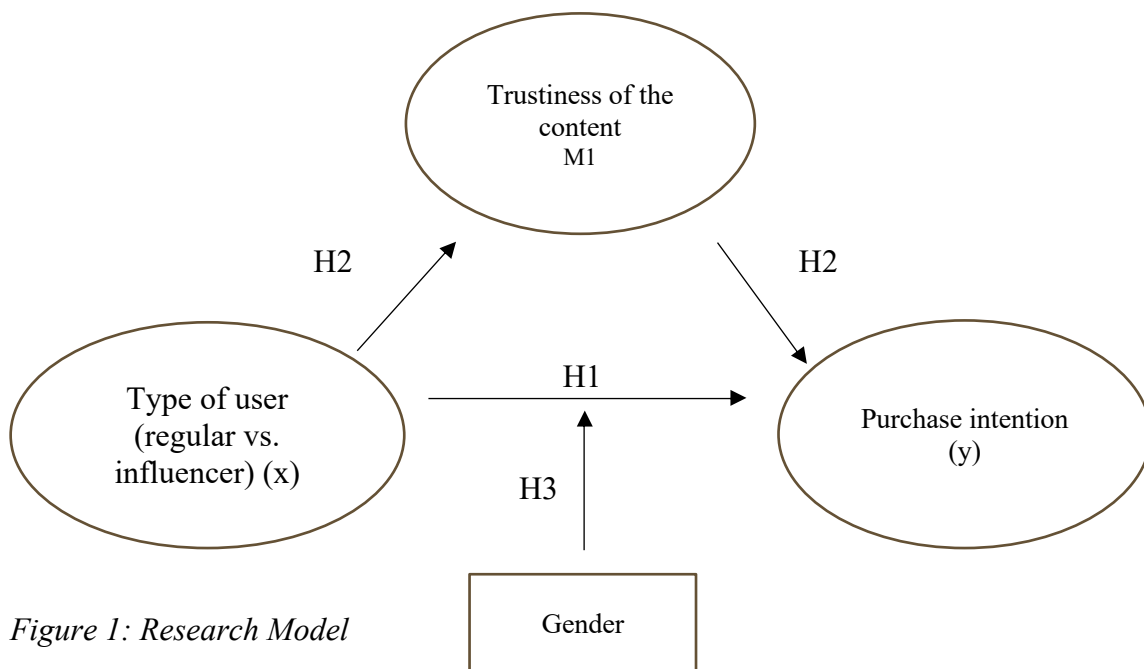 Trustiness of the
content
M1
H2
H2
Type of user
(regular vs.
influencer) (x)
H1
Purchase intention
(y)
H3
Gender
Figure 1: Research Model